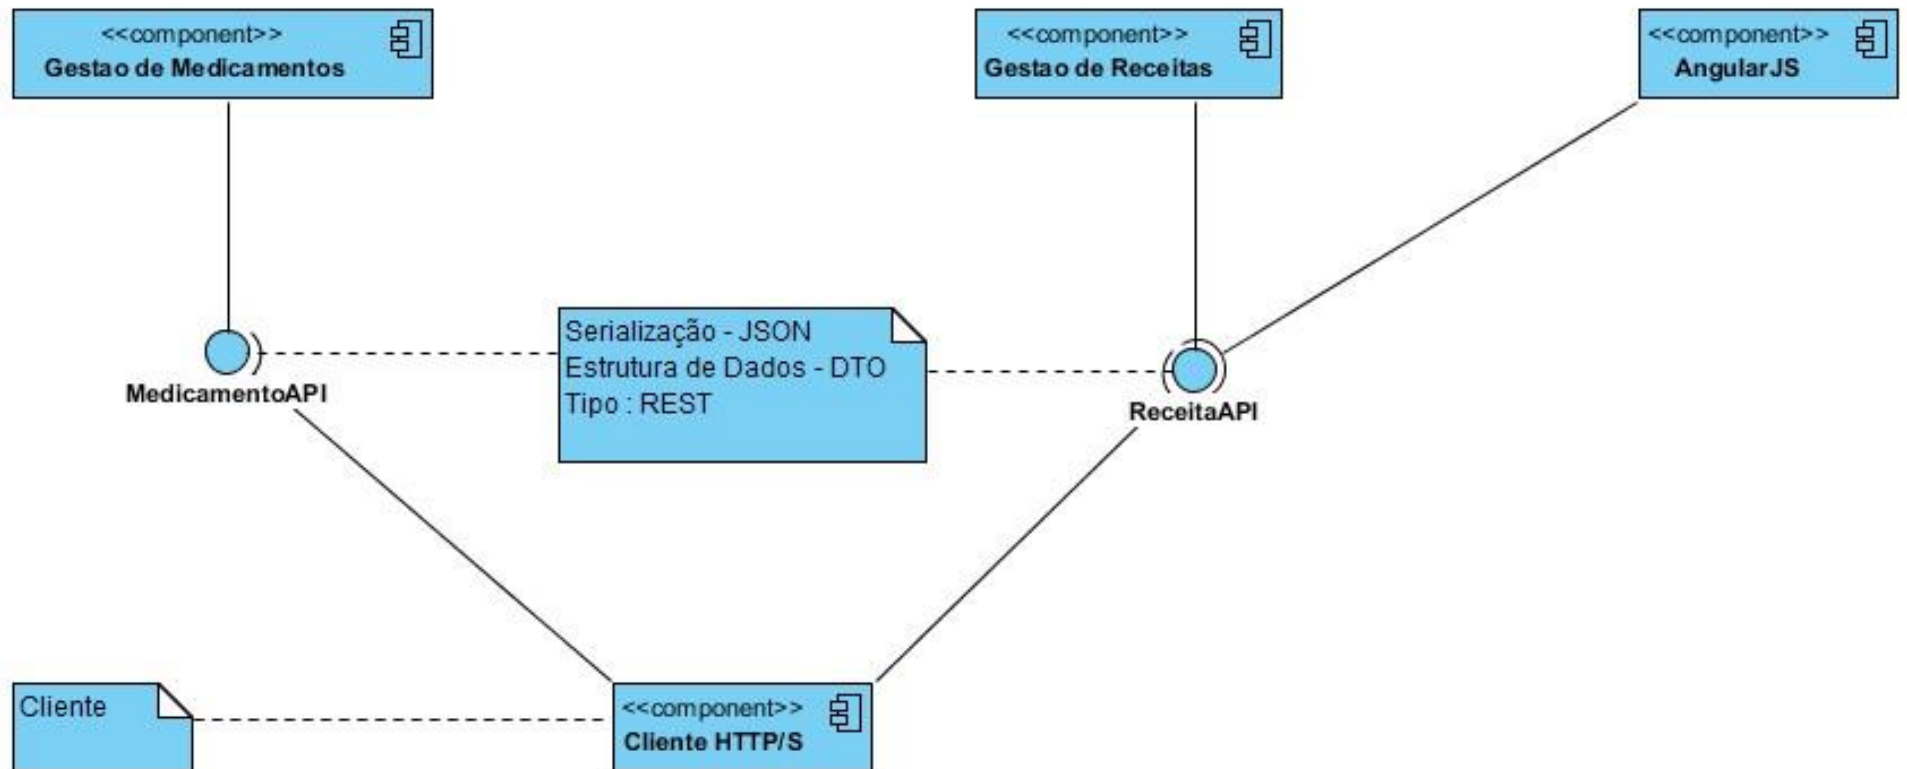 <<component>>
Gestao de Medicamentos
<<component>>
Gestao de Receitas
<<component>>
AngularJS
Serialização - JSON
Estrutura de Dados - DTO
Tipo : REST
MedicamentoAPI
ReceitaAPI
Cliente
<<component>>
Cliente HTTP/S